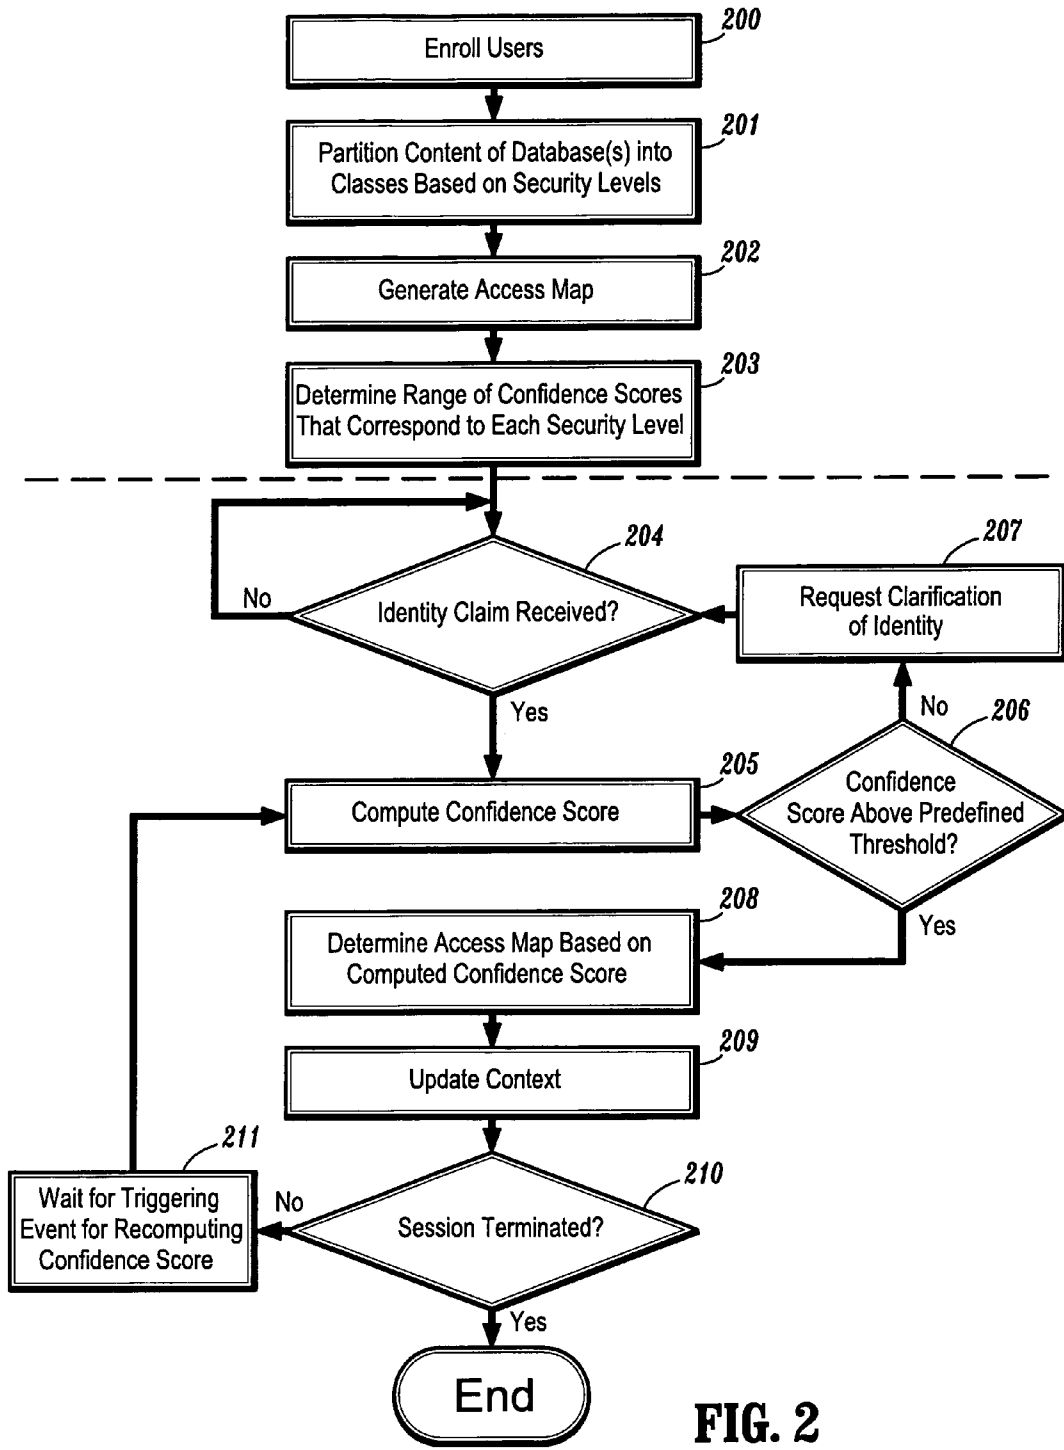 200
Enroll Users
201
Partition Content of Database(s) into
Classes Based on Security Levels
202
Generate Access Map
203
Determine Range of Confidence Scores
That Correspond to Each Security Level
204
Identity Claim Received?
No
Yes
207
Request Clarification
of Identity
No
206
Confidence
Score Above Predefined
Threshold?
Yes
205
Compute Confidence Score
208
Determine Access Map Based on
Computed Confidence Score
209
Update Context
210
Session Terminated?
No
Yes
211
Wait for Triggering
Event for Recomputing
Confidence Score
End
FIG. 2